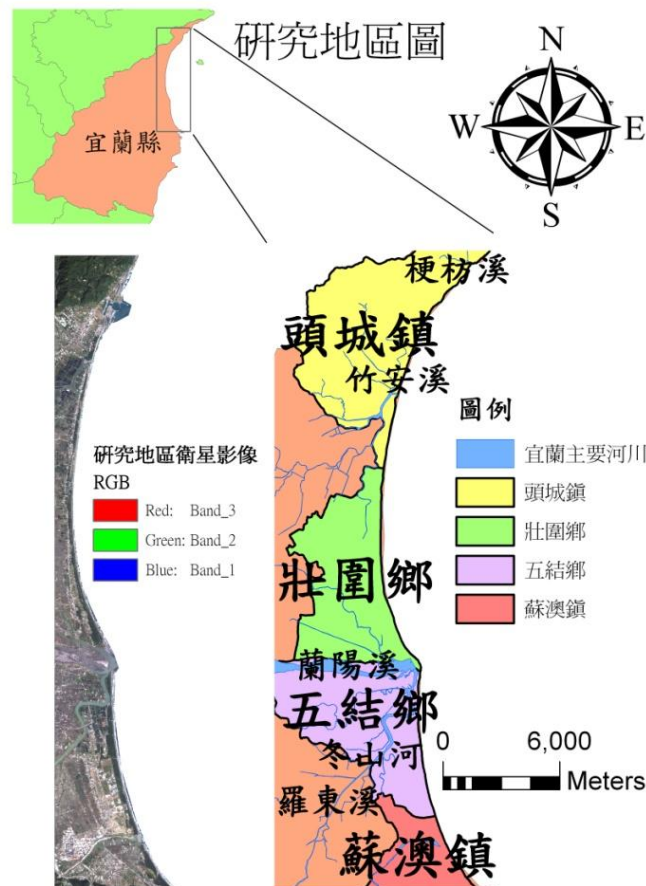 研究地區圖
宜蘭縣
N
W
E
S
梗枋溪
頭城鎮
竹安溪
圖例
宜蘭主要河川
頭城鎮
壯圍鄉
五結鄉
蘇澳鎮
研究地區衛星影像
RGB
Red: Band_3
Green: Band_2
Blue: Band_1
壯圍鄉
蘭陽溪
五結鄉
冬山河
羅東溪
蘇澳鎮
0 6,000
Meters